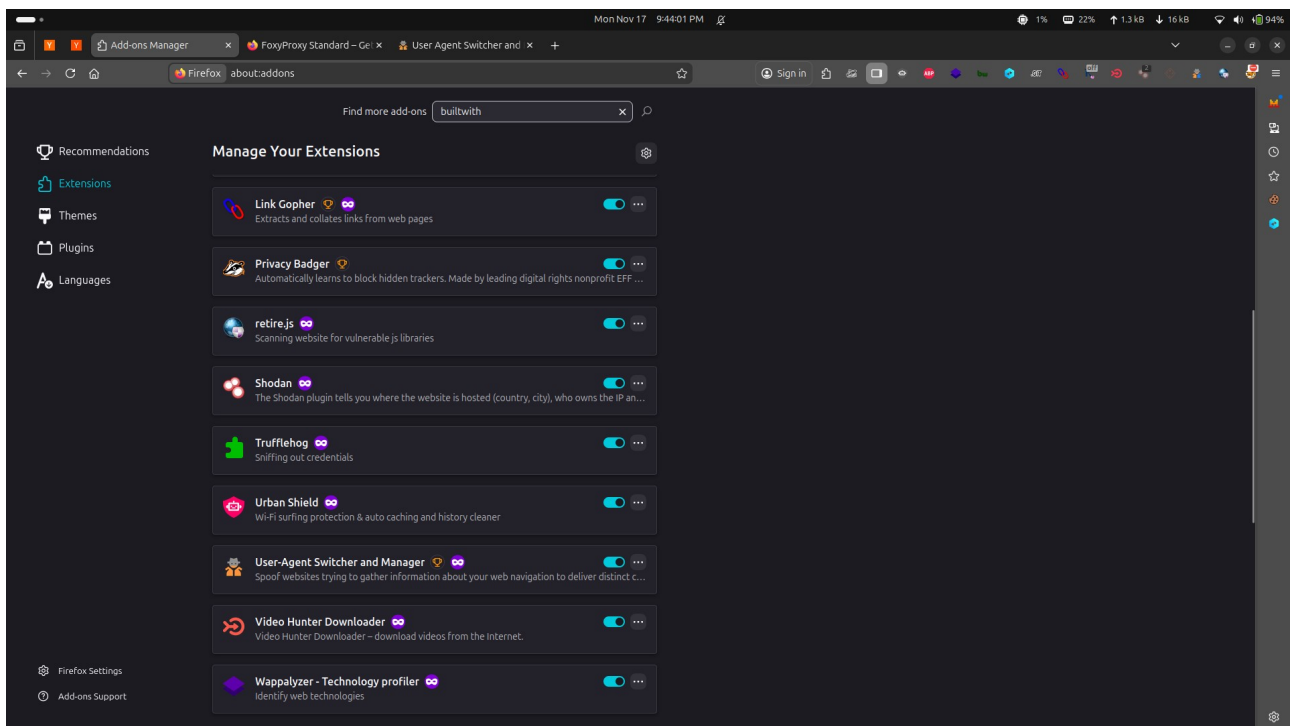 Mon Nov 17 9:44:01 PM
1%
22%
1.3 kB
16 kB
94%
Add-ons Manager
FoxyProxy Standard – Ge
User Agent Switcher and
Sign in
Firefox
about:addons
Find more add-ons
builtwith
Recommendations
Extensions
Themes
Plugins
Languages
Manage Your Extensions
Link Gopher
Extracts and collates links from web pages
Privacy Badger
Automatically learns to block hidden trackers. Made by leading digital rights nonprofit EFF ...
retire.js
Scanning website for vulnerable js libraries
Shodan
The Shodan plugin tells you where the website is hosted (country, city), who owns the IP an...
Trufflehog
Sniffing out credentials
Urban Shield
Wi-Fi surfing protection & auto caching and history cleaner
User-Agent Switcher and Manager
Spoof websites trying to gather information about your web navigation to deliver distinct c...
Video Hunter Downloader
Video Hunter Downloader – download videos from the Internet.
Wappalyzer - Technology profiler
Identify web technologies
Firefox Settings
Add-ons Support